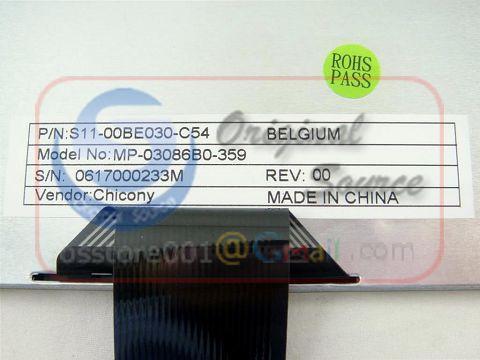 ROHS
PASS
P/N:S11-00BE030-C54 BELGIUM
Model No:MP-03086B0-359
S/N: 0617000233M REV: 00
Vendor:Chicony MADE IN CHINA
Original
Source
osstore001@Gmail.com